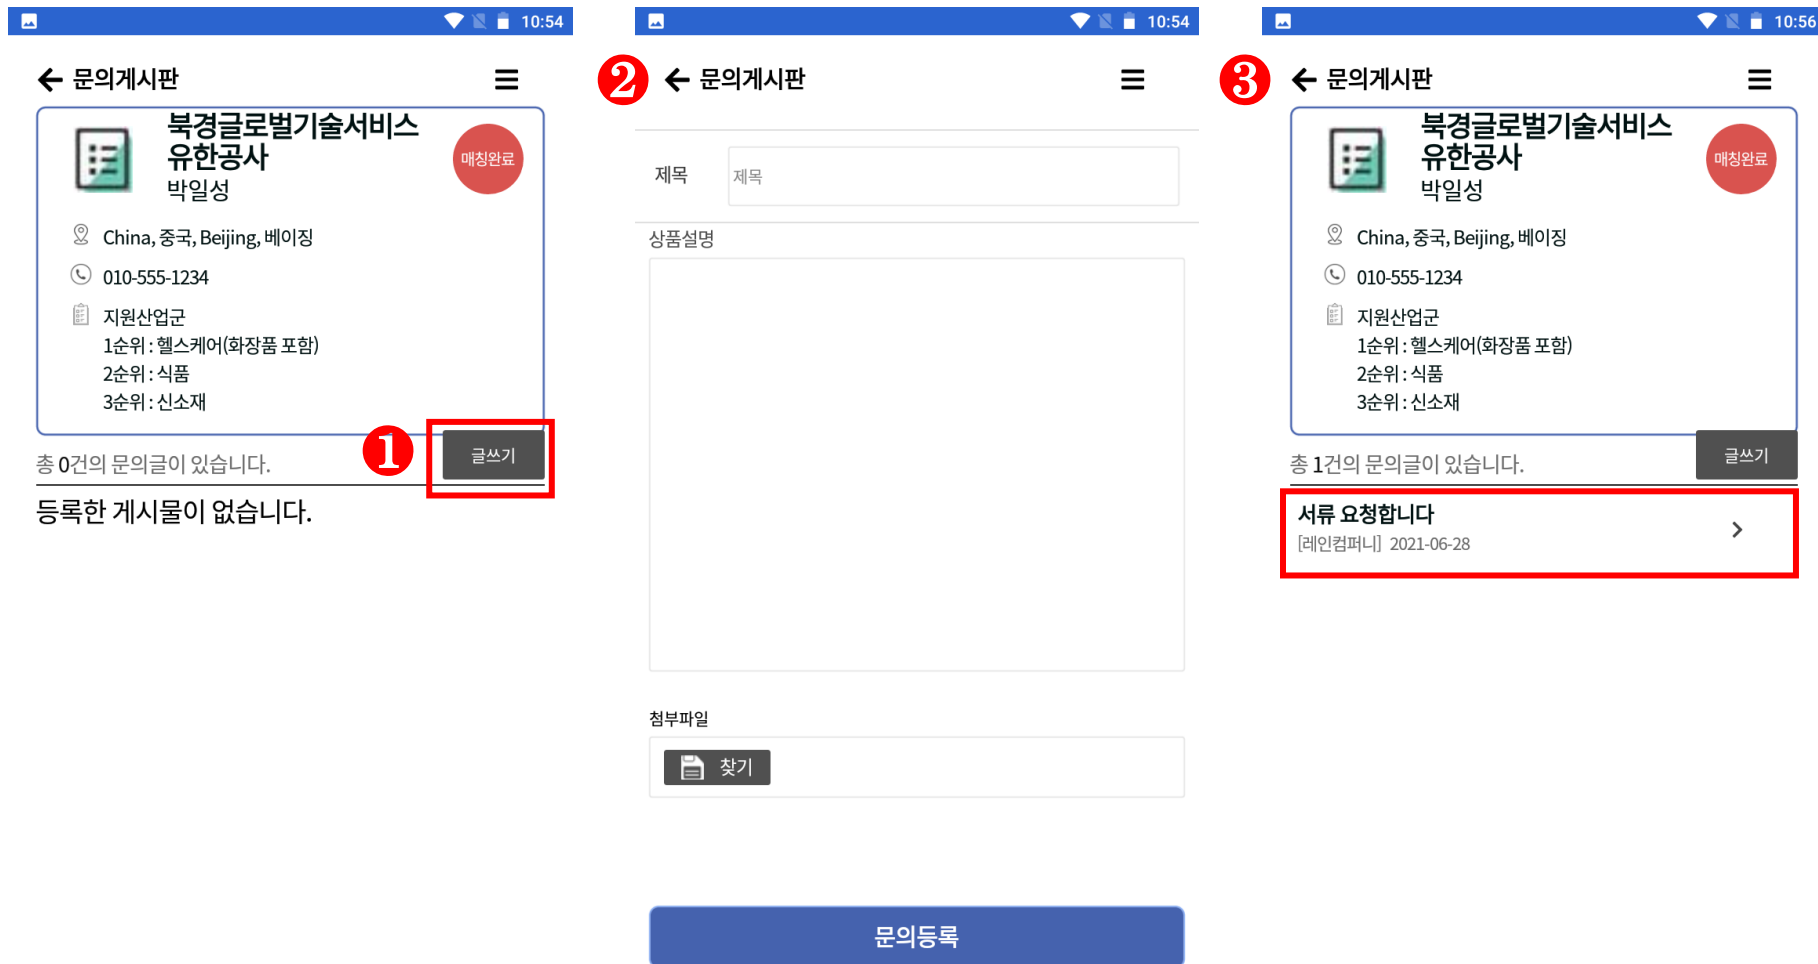 10:54
문의게시판
북경글로벌기술서비스
유한공사
박일성
매칭완료
China, 중국, Beijing, 베이징
010-555-1234
지원산업군
1순위 : 헬스케어(화장품 포함)
2순위 : 식품
3순위 : 신소재
1
글쓰기
총 0건의 문의글이 있습니다.
등록한 게시물이 없습니다.
10:54
2
문의게시판
제목
제목
상품설명
첨부파일
찾기
문의등록
10:56
3
문의게시판
북경글로벌기술서비스
유한공사
박일성
매칭완료
China, 중국, Beijing, 베이징
010-555-1234
지원산업군
1순위 : 헬스케어(화장품 포함)
2순위 : 식품
3순위 : 신소재
글쓰기
총 1건의 문의글이 있습니다.
서류 요청합니다
[레인컴퍼니] 2021-06-28